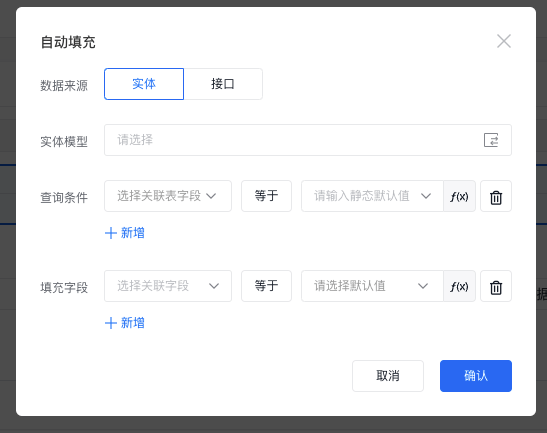 自动填充
数据来源 实体 接口
实体模型 请选择
查询条件 选择关联表字段 等于 请输入静态默认值 f(x)
新增
填充字段 选择关联字段 等于 请选择默认值 f(x)
新增
取消 确认
据